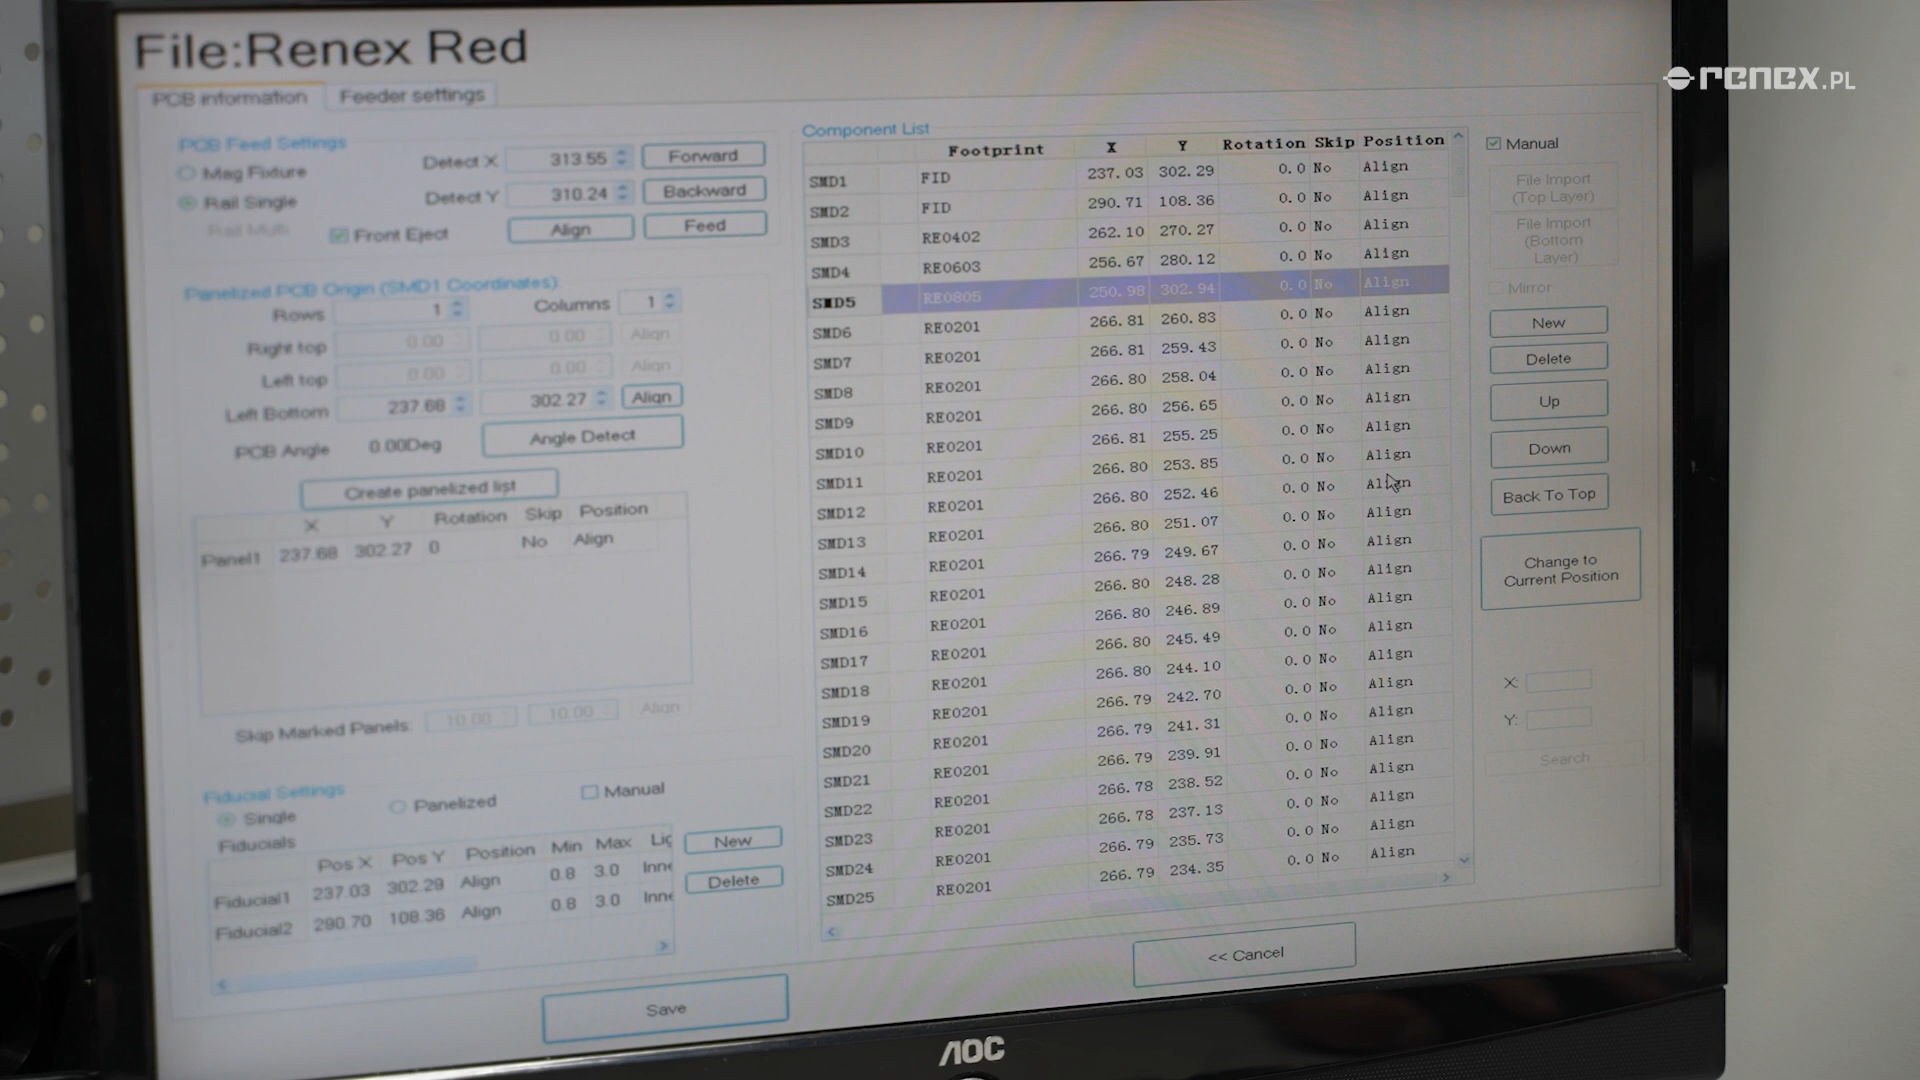 File:Renex Red
renex.PL
PCB information
Feeder settings
PCB Feed Settings
Mag Fixture
Rail Single
Rail Multi
Front Eject
Detect X 313.55 Forward
Detect Y 310.24 Backward
Align Feed
Panelized PCB Origin (SMD1 Coordinates)
Rows 1 Columns 1
Right top 0.00 0.00 Align
Left top 0.00 0.00 Align
Left Bottom 237.68 302.27 Align
PCB Angle 0.00Deg Angle Detect
Create panelized list
X Y Rotation Skip Position
Panel1 237.68 302.27 0 No Align
Skip Marked Panels: 10.00 10.00 Align
Fiducial Settings
Single Panelized Manual
Fiducials
Pos X Pos Y Position Min Max Lig
Fiducial1 237.03 302.29 Align 0.8 3.0 Inne
Fiducial2 290.70 108.36 Align 0.8 3.0 Inne
New
Delete
Save
Component List
Footprint X Y Rotation Skip Position
SMD1 FID 237.03 302.29 0.0 No Align
SMD2 FID 290.71 108.36 0.0 No Align
SMD3 RE0402 262.10 270.27 0.0 No Align
SMD4 RE0603 256.67 280.12 0.0 No Align
SMD5 RE0805 250.98 302.94 0.0 No Align
SMD6 RE0201 266.81 260.83 0.0 No Align
SMD7 RE0201 266.81 259.43 0.0 No Align
SMD8 RE0201 266.80 258.04 0.0 No Align
SMD9 RE0201 266.80 256.65 0.0 No Align
SMD10 RE0201 266.81 255.25 0.0 No Align
SMD11 RE0201 266.80 253.85 0.0 No Align
SMD12 RE0201 266.80 252.46 0.0 No Align
SMD13 RE0201 266.80 251.07 0.0 No Align
SMD14 RE0201 266.79 249.67 0.0 No Align
SMD15 RE0201 266.80 248.28 0.0 No Align
SMD16 RE0201 266.80 246.89 0.0 No Align
SMD17 RE0201 266.80 245.49 0.0 No Align
SMD18 RE0201 266.80 244.10 0.0 No Align
SMD19 RE0201 266.79 242.70 0.0 No Align
SMD20 RE0201 266.79 241.31 0.0 No Align
SMD21 RE0201 266.79 239.91 0.0 No Align
SMD22 RE0201 266.78 238.52 0.0 No Align
SMD23 RE0201 266.78 237.13 0.0 No Align
SMD24 RE0201 266.79 235.73 0.0 No Align
SMD25 RE0201 266.79 234.35 0.0 No Align
<< Cancel
Manual
File Import
(Top Layer)
File Import
(Bottom
Layer)
Mirror
New
Delete
Up
Down
Back To Top
Change to
Current Position
X:
Y:
Search
AOC